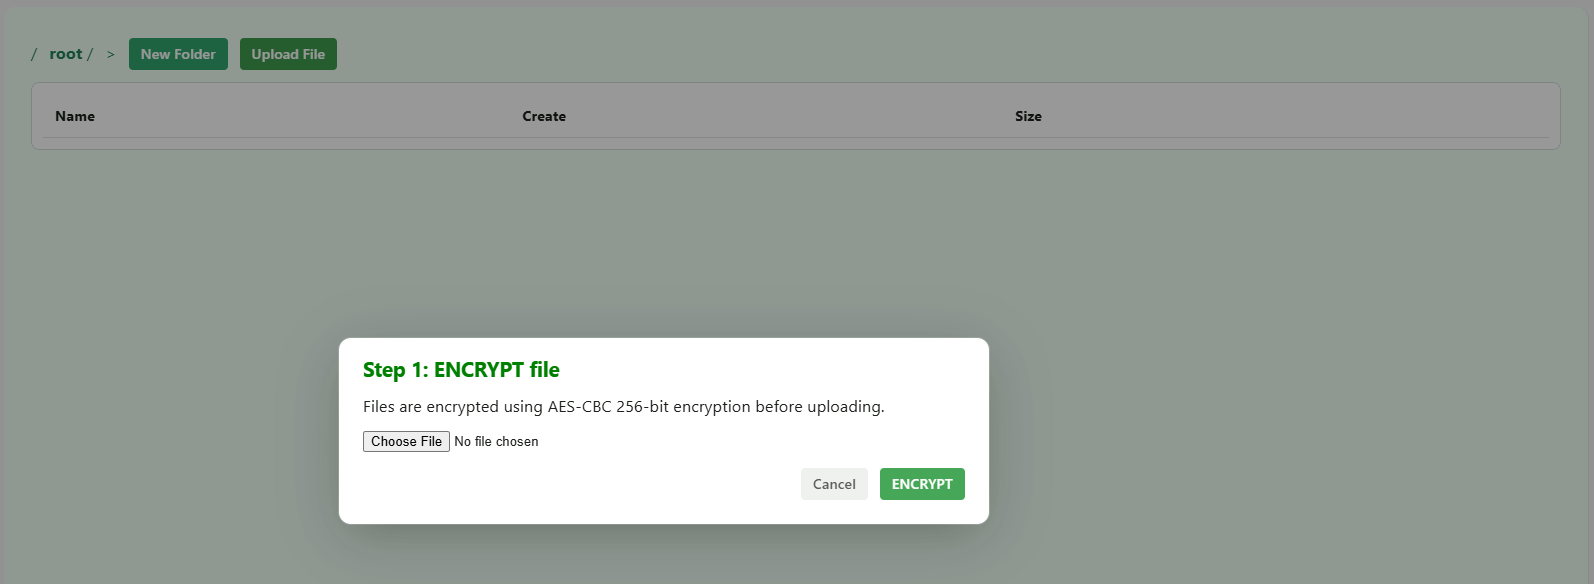 / root / > New Folder Upload File
Name Create Size
Step 1: ENCRYPT file
Files are encrypted using AES-CBC 256-bit encryption before uploading.
Choose File No file chosen
Cancel ENCRYPT